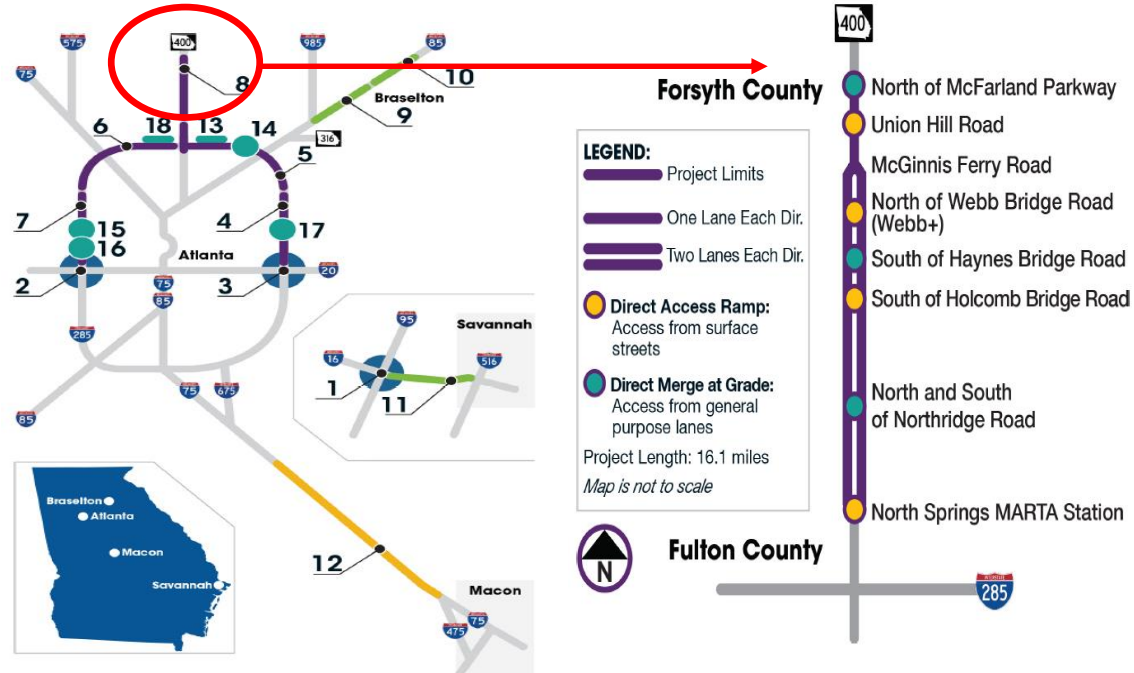 575
400
985
85
75
10
8
Braselton
9
6
18
13
14
316
5
7
4
15
16
17
Atlanta
2
3
20
75
85
285
95
Savannah
16
516
1
11
75
675
85
Braselton
Atlanta
Macon
Savannah
12
Macon
75
475
400
Forsyth County
North of McFarland Parkway
Union Hill Road
McGinnis Ferry Road
North of Webb Bridge Road
(Webb+)
South of Haynes Bridge Road
South of Holcomb Bridge Road
North and South
of Northridge Road
North Springs MARTA Station
LEGEND:
Project Limits
One Lane Each Dir.
Two Lanes Each Dir.
Direct Access Ramp:
Access from surface
streets
Direct Merge at Grade:
Access from general
purpose lanes
Project Length: 16.1 miles
Map is not to scale
N
Fulton County
285